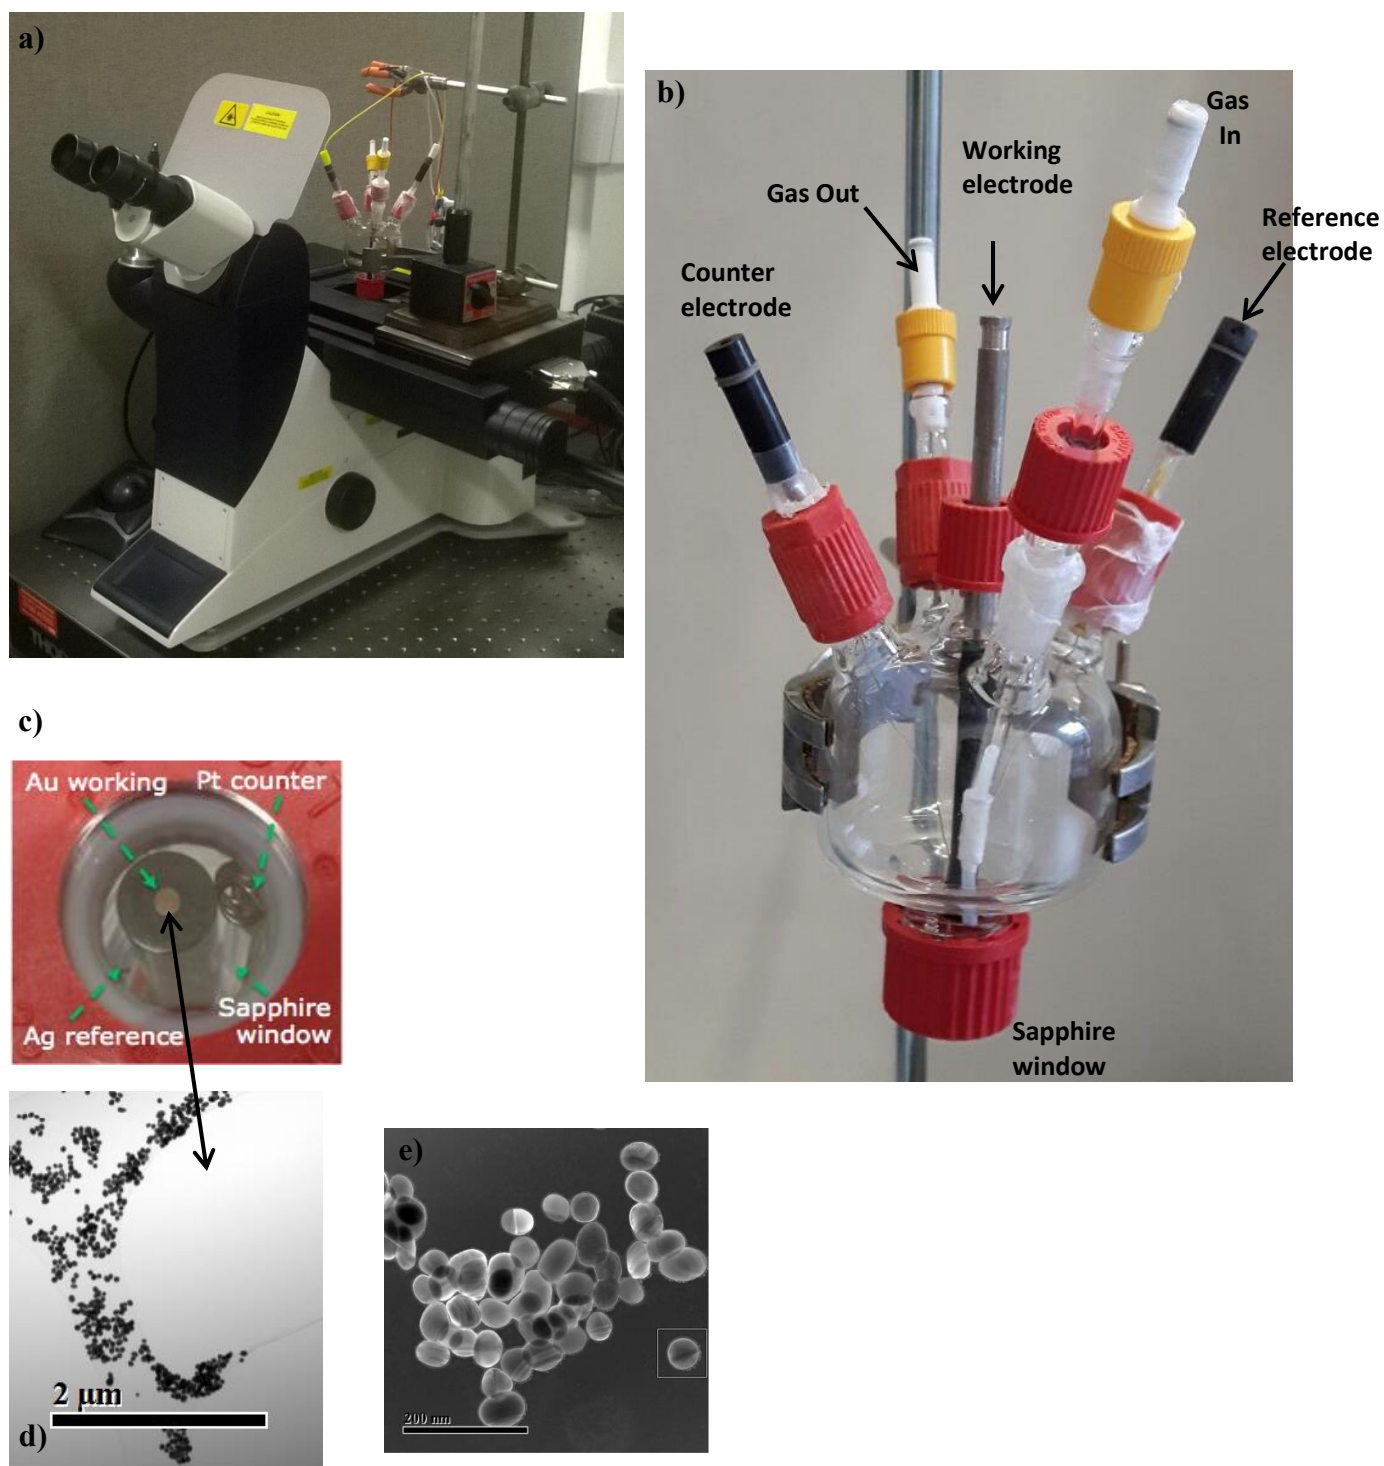 a)
THO
b)
Gas
In
Working
electrode
Gas Out
Reference
electrode
Counter
electrode
Sapphire
window
c)
Au working
Pt counter
Sapphire
window
Ag reference
2 µm
d)
e)
200 nm